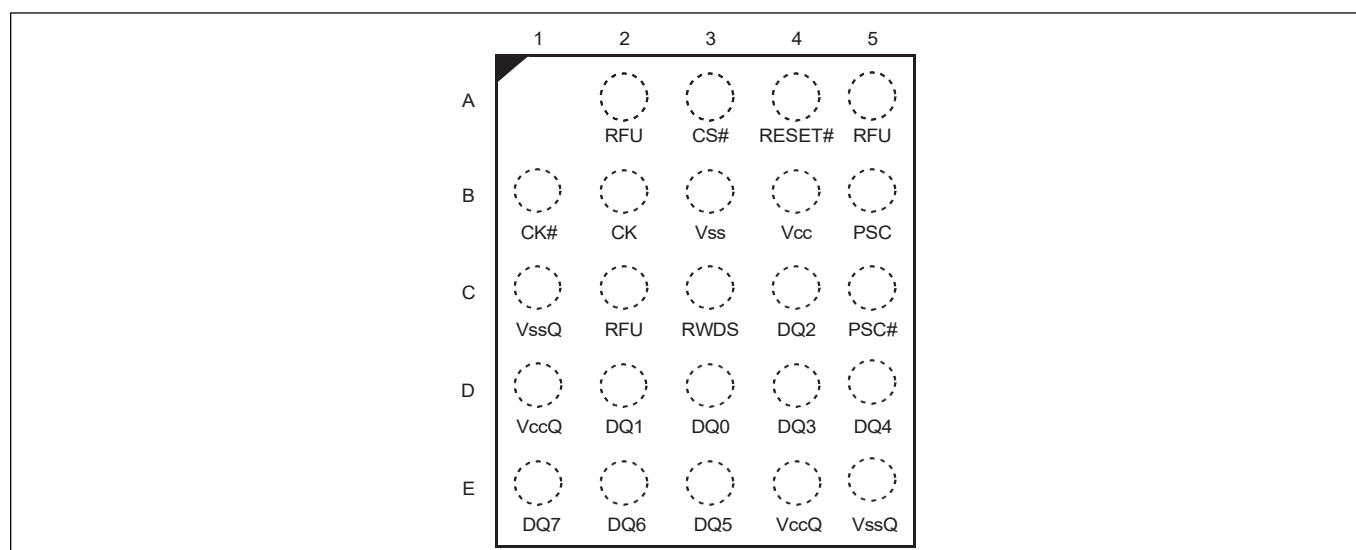 1 2 3 4 5
A
RFU CS# RESET# RFU
B
CK# CK Vss Vcc PSC
C
VssQ RFU RWDS DQ2 PSC#
D
VccQ DQ1 DQ0 DQ3 DQ4
E
DQ7 DQ6 DQ5 VccQ VssQ